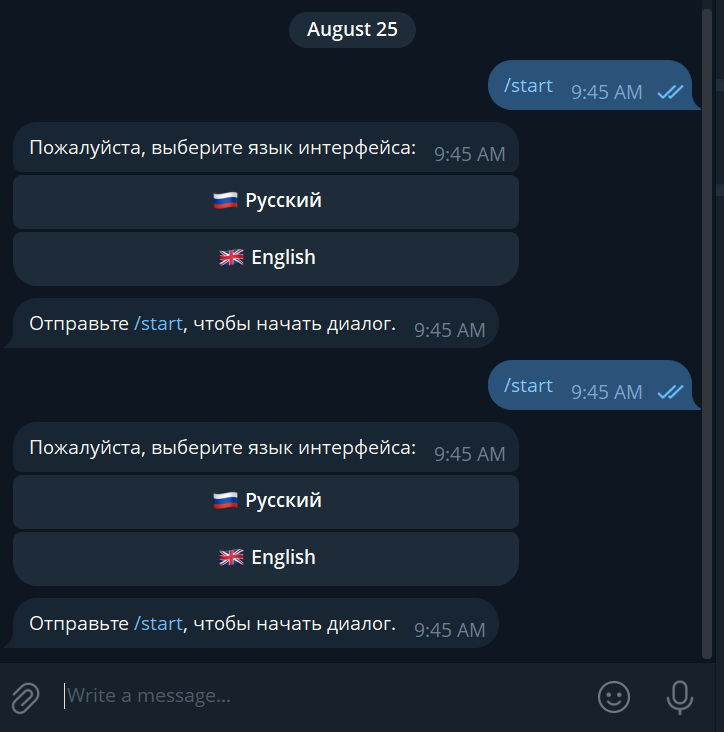 August 25
/start 9:45 AM
Пожалуйста, выберите язык интерфейса: 9:45 AM
Русский
English
Отправьте /start, чтобы начать диалог. 9:45 AM
/start 9:45 AM
Пожалуйста, выберите язык интерфейса: 9:45 AM
Русский
English
Отправьте /start, чтобы начать диалог. 9:45 AM
Write a message...